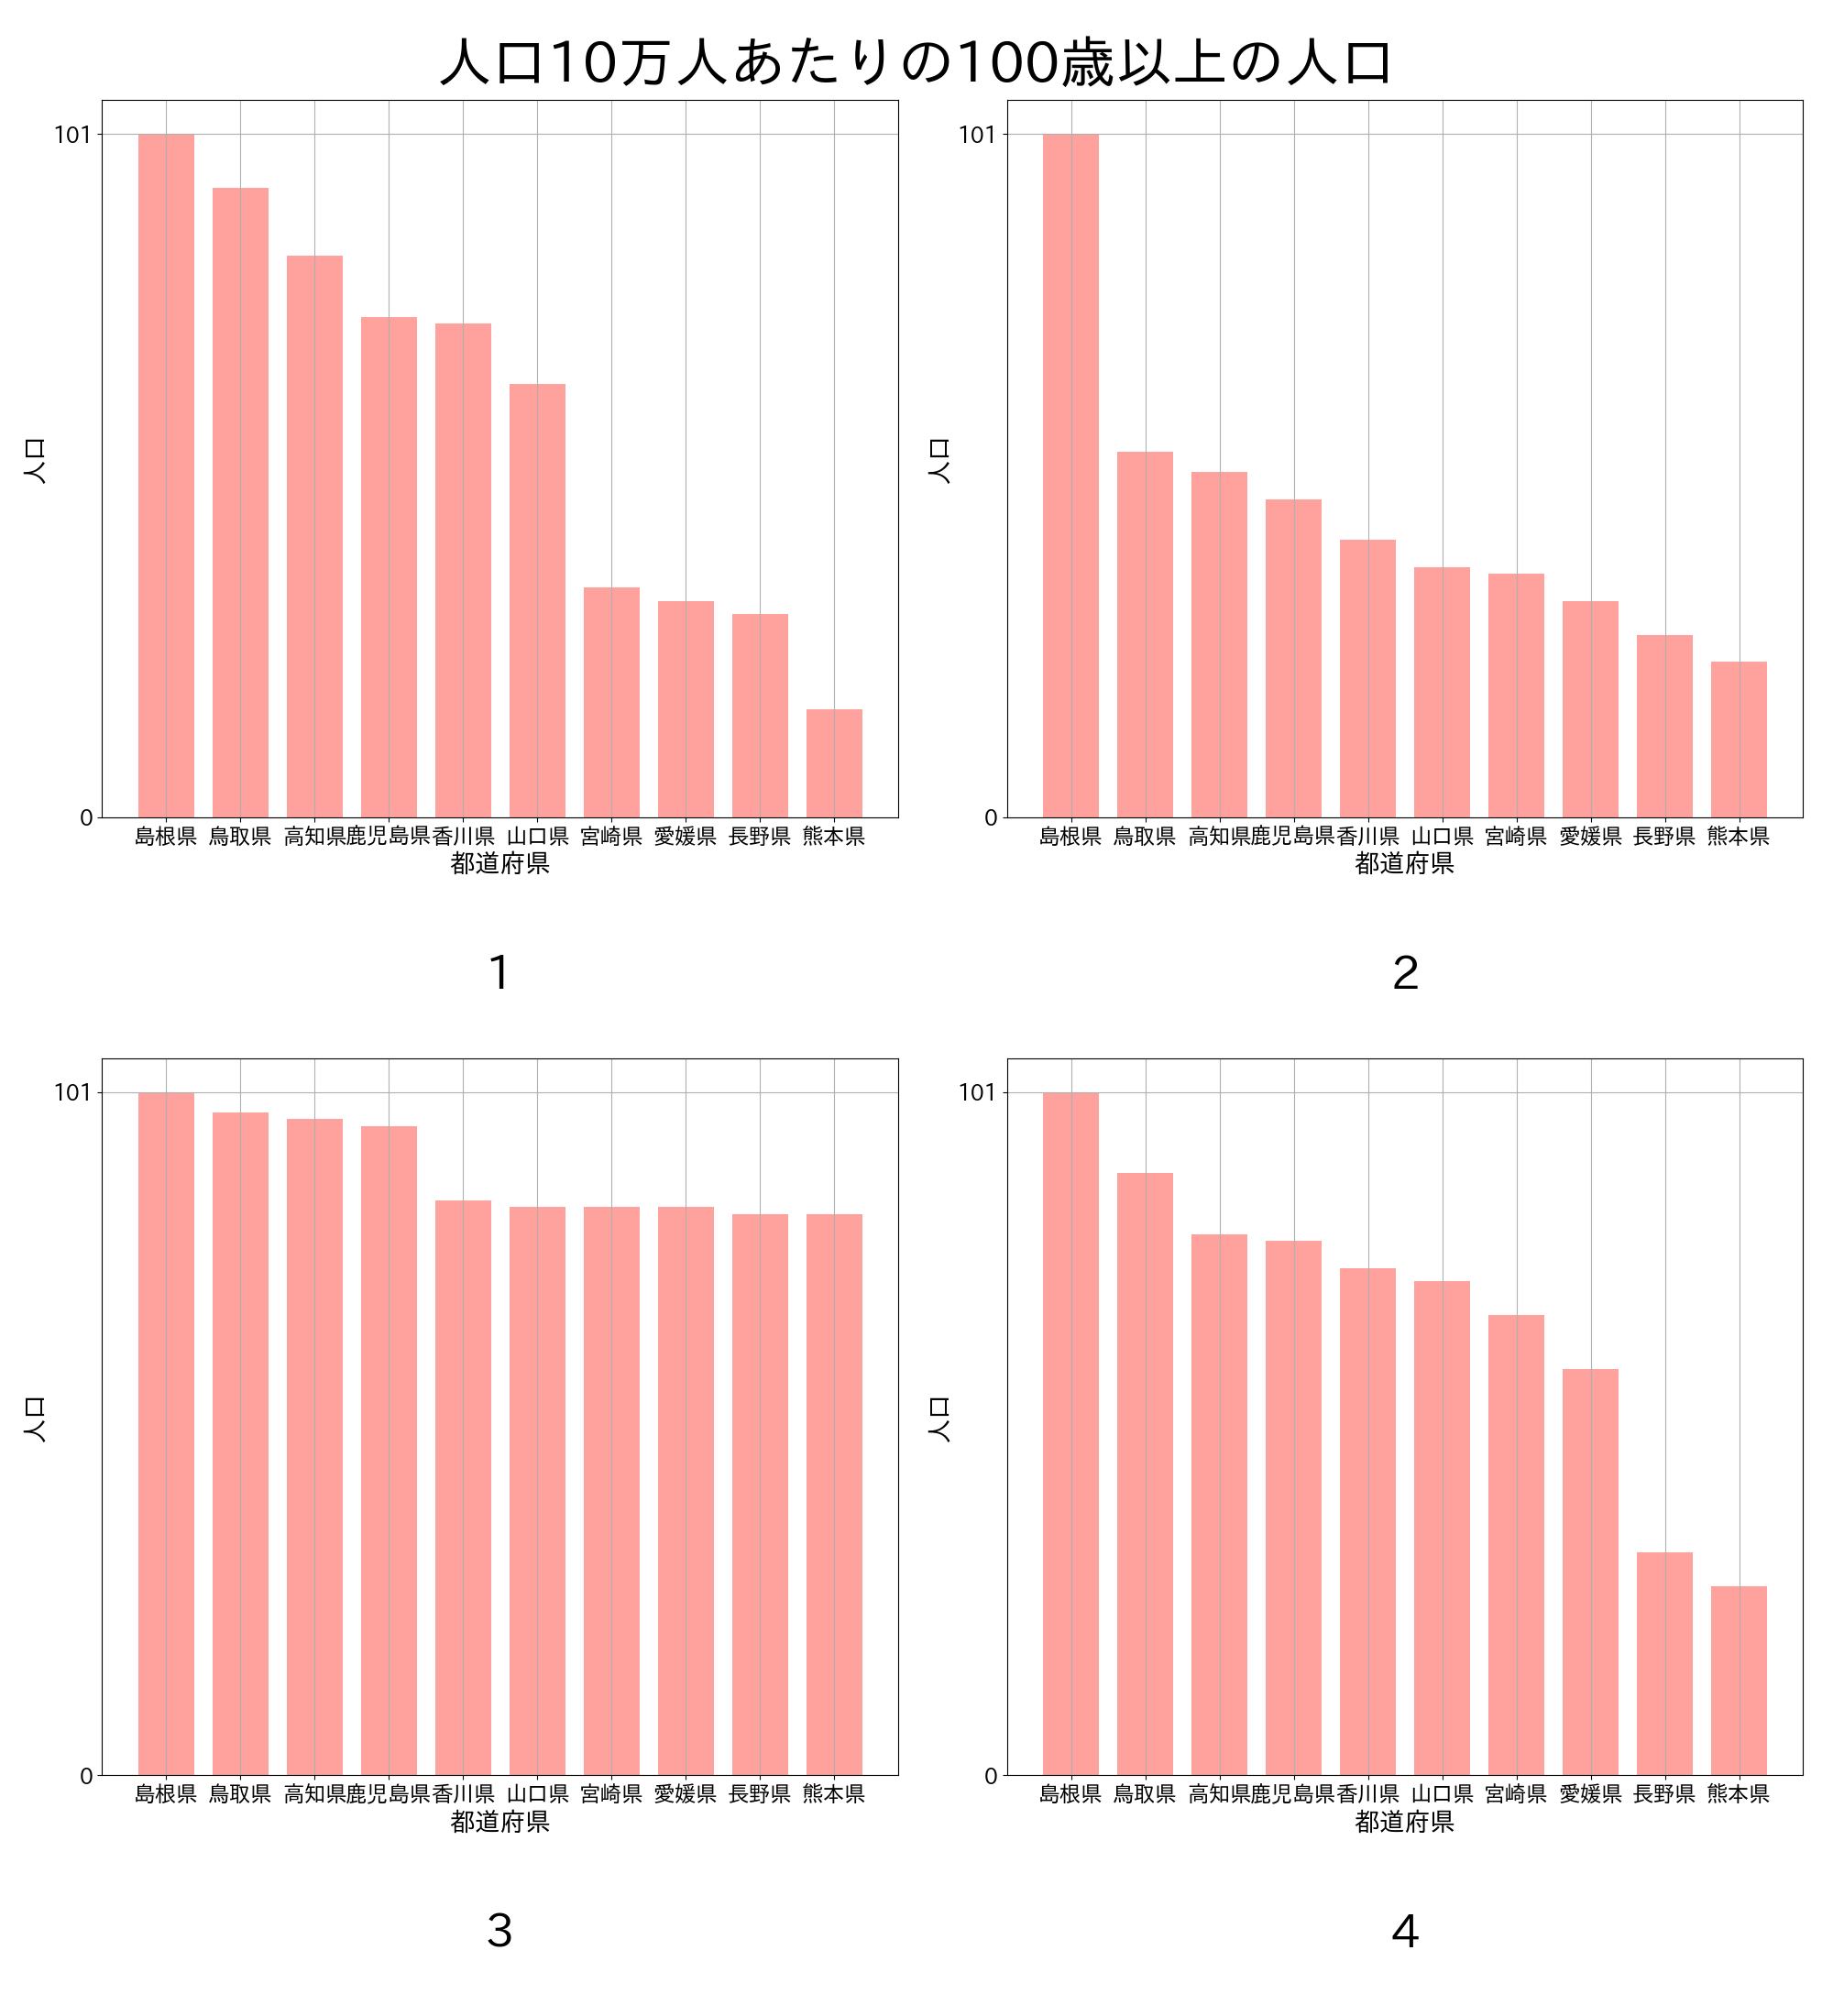 人口10万人あたりの100歳以上の人口
101
0
人口
島根県 鳥取県 高知県 鹿児島県 香川県 山口県 宮崎県 愛媛県 長野県 熊本県
都道府県
1
101
0
人口
島根県 鳥取県 高知県 鹿児島県 香川県 山口県 宮崎県 愛媛県 長野県 熊本県
都道府県
2
101
0
人口
島根県 鳥取県 高知県 鹿児島県 香川県 山口県 宮崎県 愛媛県 長野県 熊本県
都道府県
3
101
0
人口
島根県 鳥取県 高知県 鹿児島県 香川県 山口県 宮崎県 愛媛県 長野県 熊本県
都道府県
4